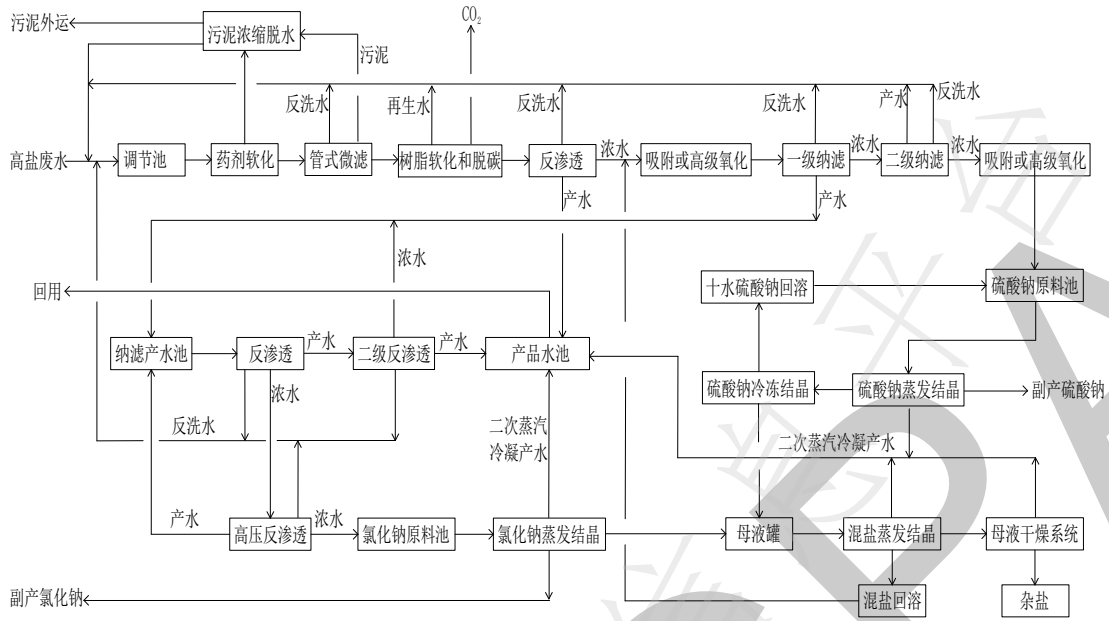 CO₂
污泥外运
污泥浓缩脱水
污泥
反洗水
再生水
反洗水
反洗水
产水
反洗水
高盐废水
调节池
药剂软化
管式微滤
树脂软化和脱碳
反渗透
浓水
吸附或高级氧化
一级纳滤
浓水
二级纳滤
浓水
吸附或高级氧化
产水
产水
浓水
回用
十水硫酸钠回溶
硫酸钠原料池
纳滤产水池
反渗透
产水
二级反渗透
产水
产品水池
浓水
硫酸钠冷冻结晶
硫酸钠蒸发结晶
副产硫酸钠
反洗水
二次蒸汽
冷凝产水
二次蒸汽冷凝产水
产水
高压反渗透
浓水
氯化钠原料池
氯化钠蒸发结晶
母液罐
混盐蒸发结晶
母液干燥系统
副产氯化钠
混盐回溶
杂盐